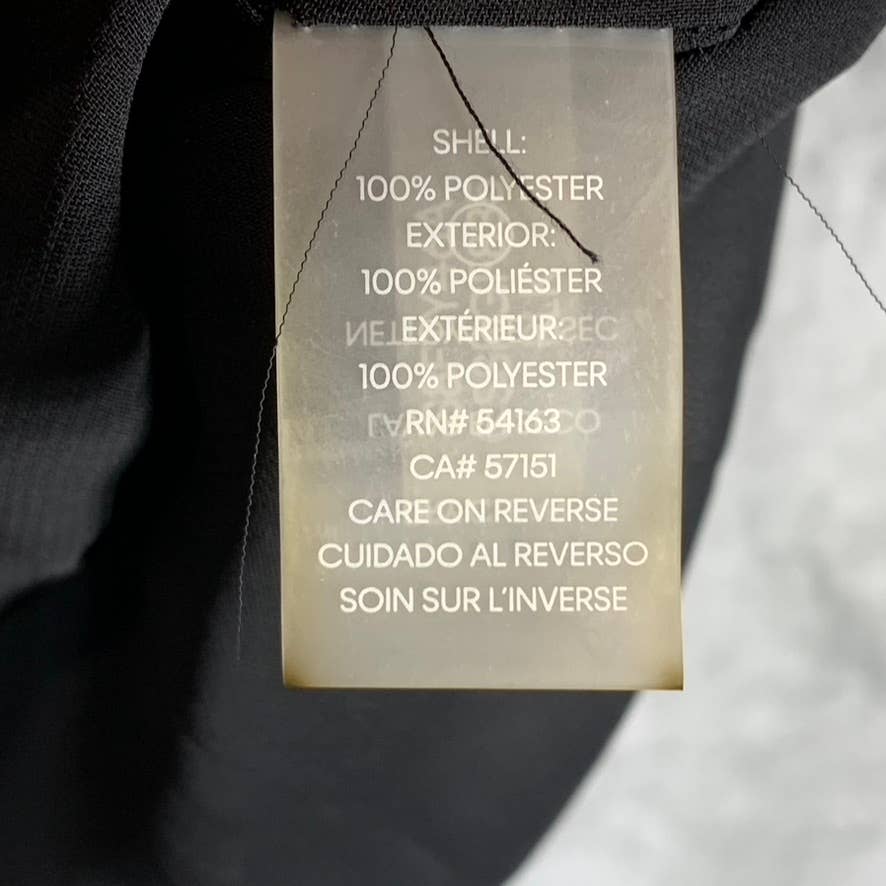 SHELL:
100% POLYESTER
EXTERIOR:
100% POLIÉSTER
EXTÉRIEUR:
100% POLYESTER
RN# 54163
CA# 57151
CARE ON REVERSE
CUIDADO AL REVERSO
SOIN SUR L'INVERSE